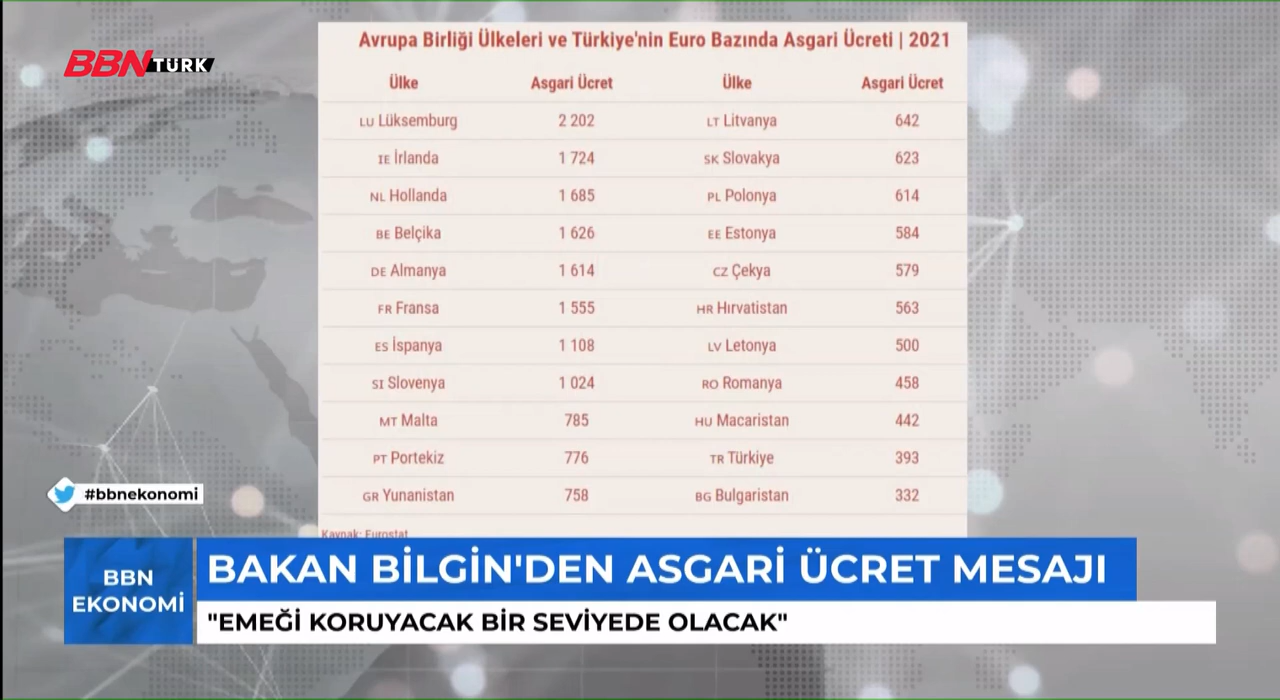 Avrupa Birliği Ülkeleri ve Türkiye'nin Euro Bazında Asgari Ücreti | 2021
BBN TÜRK
Ülke Asgari Ücret Ülke Asgari Ücret
LU Lüksemburg 2 202 LT Litvanya 642
IE İrlanda 1 724 SK Slovakya 623
NL Hollanda 1 685 PL Polonya 614
BE Belçika 1 626 EE Estonya 584
DE Almanya 1 614 CZ Çekya 579
FR Fransa 1 555 HR Hırvatistan 563
ES İspanya 1 108 LV Letonya 500
SI Slovenya 1 024 RO Romanya 458
MT Malta 785 HU Macaristan 442
PT Portekiz 776 TR Türkiye 393
GR Yunanistan 758 BG Bulgaristan 332
#bbnekonomi
Kaynak: Eurostat
BBN
EKONOMİ
BAKAN BİLGİN'DEN ASGARİ ÜCRET MESAJI
"EMEĞİ KORUYACAK BİR SEVİYEDE OLACAK"